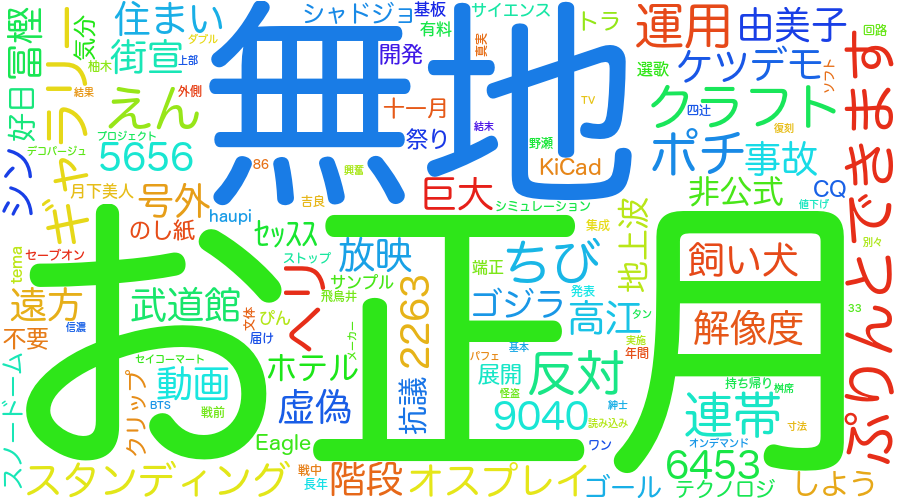 無地
お正月
住まい
シャドジョ
基板
サイエンス
有料
トラ
運用
由美子
回路
富樫
気分
ダブル
街宣
上部
柚木
開発
真実
選歌
ケツデモ
ソフト
ギャラリー
結果
外側
えん
十一月
TV
クラフト
四辻
すまきでとんりのぷ
好日
プロジェクト
祭り
結末
復刻
デコパージュ
5656
86
興奮
野瀬
ポチ
事故
シン
月下美人
号外
吉良
巨大
KiCad
非公式
CQ
値下げ
haupi
のし紙
シミュレーション
集成
地上波
セーブオン
tema
ｾｯｽｽ
ストップ
放映
ちび
飼い犬
別々
遠方
武道館
つく
サンプル
飛鳥井
端正
発表
ゴジラ
高江
タン
解像度
33
信濃
不要
女体
ぴん
届け
メーカー
2263
基本
実施
年間
セイコーマート
ホテル
パフェ
展開
反対
持ち帰り
桝席
スノードーム
クリップ
動画
BTS
戦前
虚偽
抗議
怪盗
紳士
9040
読み込み
連帯
寸法
Eagle
ワン
オンデマンド
6453
スタンディング
戦中
長年
階段
オスプレイ
ゴール
テクノロジ
しよう